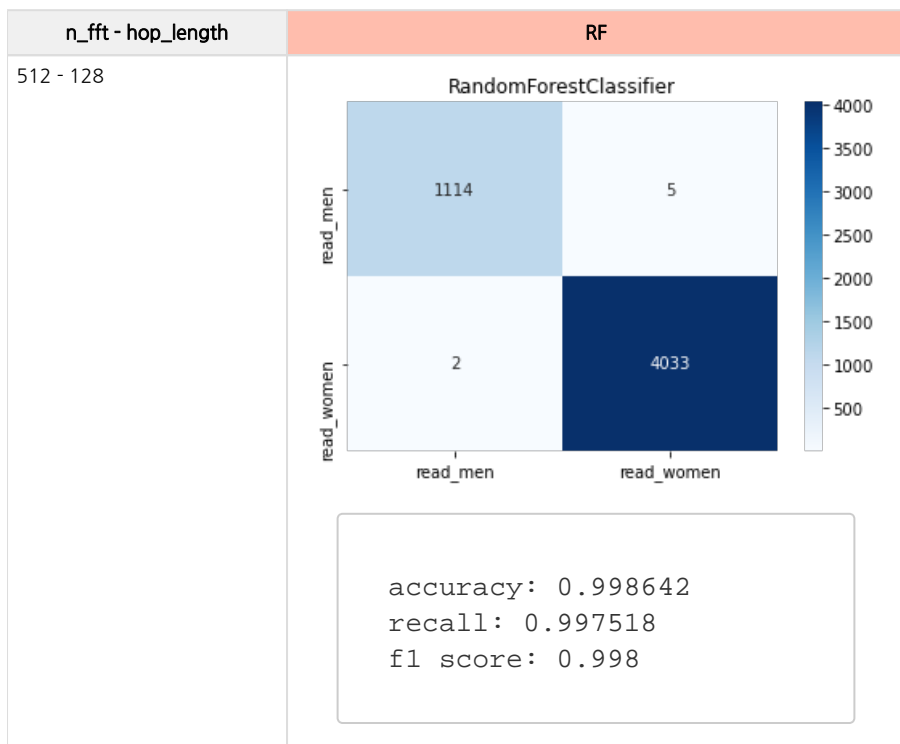 n_fft - hop_length
RF
512 - 128
RandomForestClassifier
read_men
1114
5
read_women
2
4033
read_men
read_women
4000
3500
3000
2500
2000
1500
1000
500
accuracy: 0.998642
recall: 0.997518
f1 score: 0.998